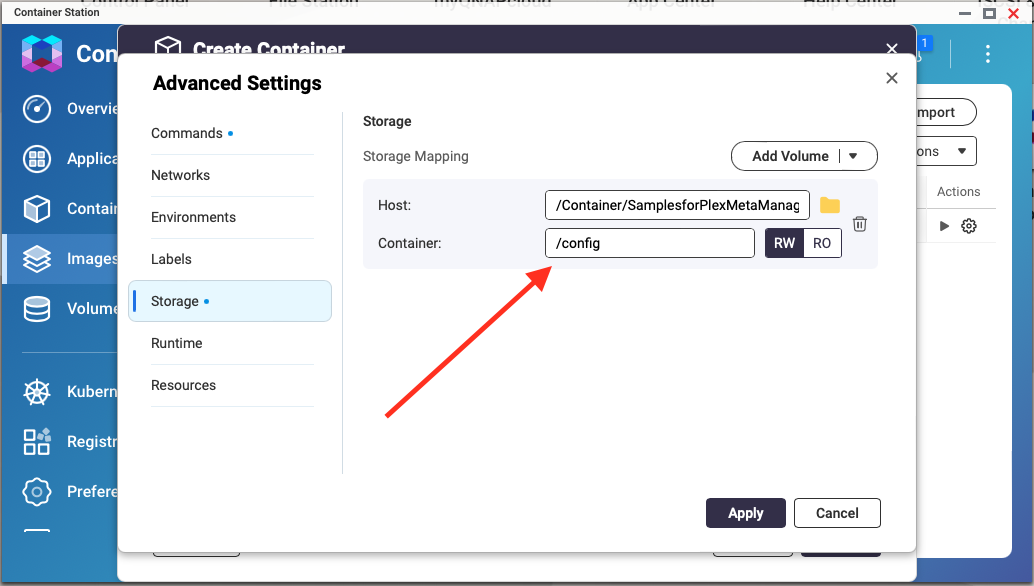 Container Station
Create Container
Con
1
Advanced Settings
Overvie
Commands
Storage
mport
Applica
Storage Mapping
Add Volume
ons
Networks
Actions
Contain
Host:
/Container/SamplesforPlexMetaManag
Environments
Container:
/config
RW
RO
Images
Labels
Storage
Volume
Runtime
Resources
Kubern
Registr
Prefere
Apply
Cancel